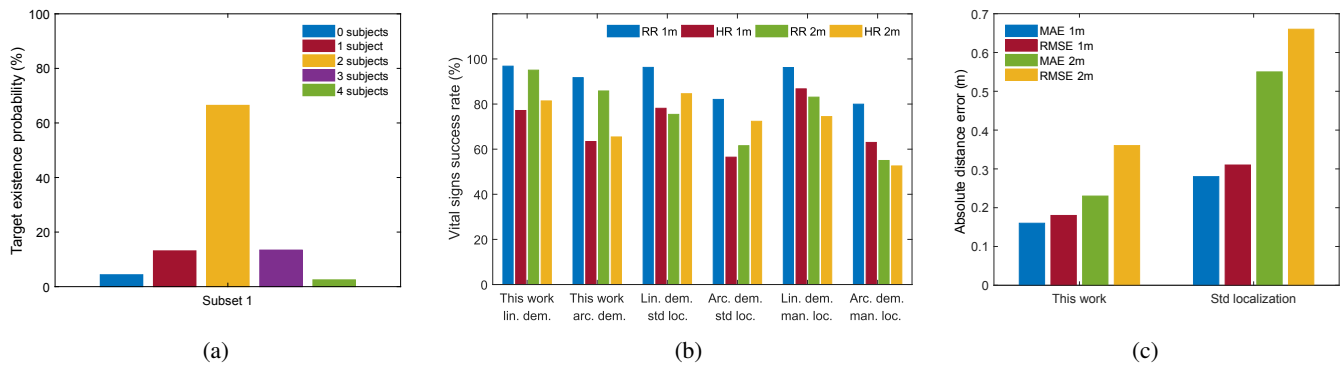 Target existence probability (%)
100
80
60
40
20
0
0 subjects
1 subject
2 subjects
3 subjects
4 subjects
Subset 1
(a)
Vital signs success rate (%)
RR 1m HR 1m RR 2m HR 2m
100
80
60
40
20
0
This work This work Lin. dem. Arc. dem. Lin. dem. Arc. dem.
lin. dem. arc. dem. std loc. std loc. man. loc. man. loc.
(b)
Absolute distance error (m)
0.7
0.6
0.5
0.4
0.3
0.2
0.1
0
MAE 1m
RMSE 1m
MAE 2m
RMSE 2m
This work Std localization
(c)